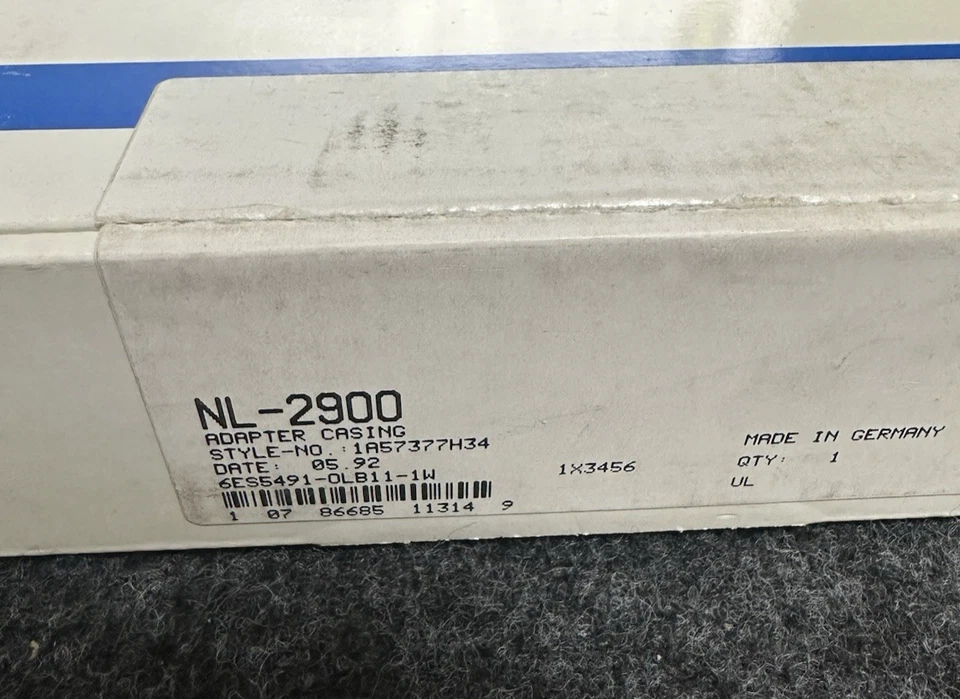 NL-2900
ADAPTER CASING
STYLE-NO.:1A57377H34
DATE: 05.92
6ES5491-0LB11-1W
1 07 86685 11314 9
1X3456
MADE IN GERMANY
QTY: 1
UL